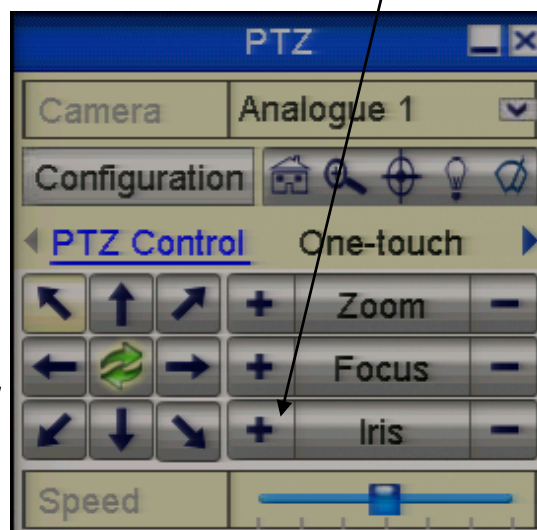 PTZ
Camera Analogue 1
Configuration
PTZ Control One-touch
+ Zoom −
+ Focus −
+ Iris −
Speed